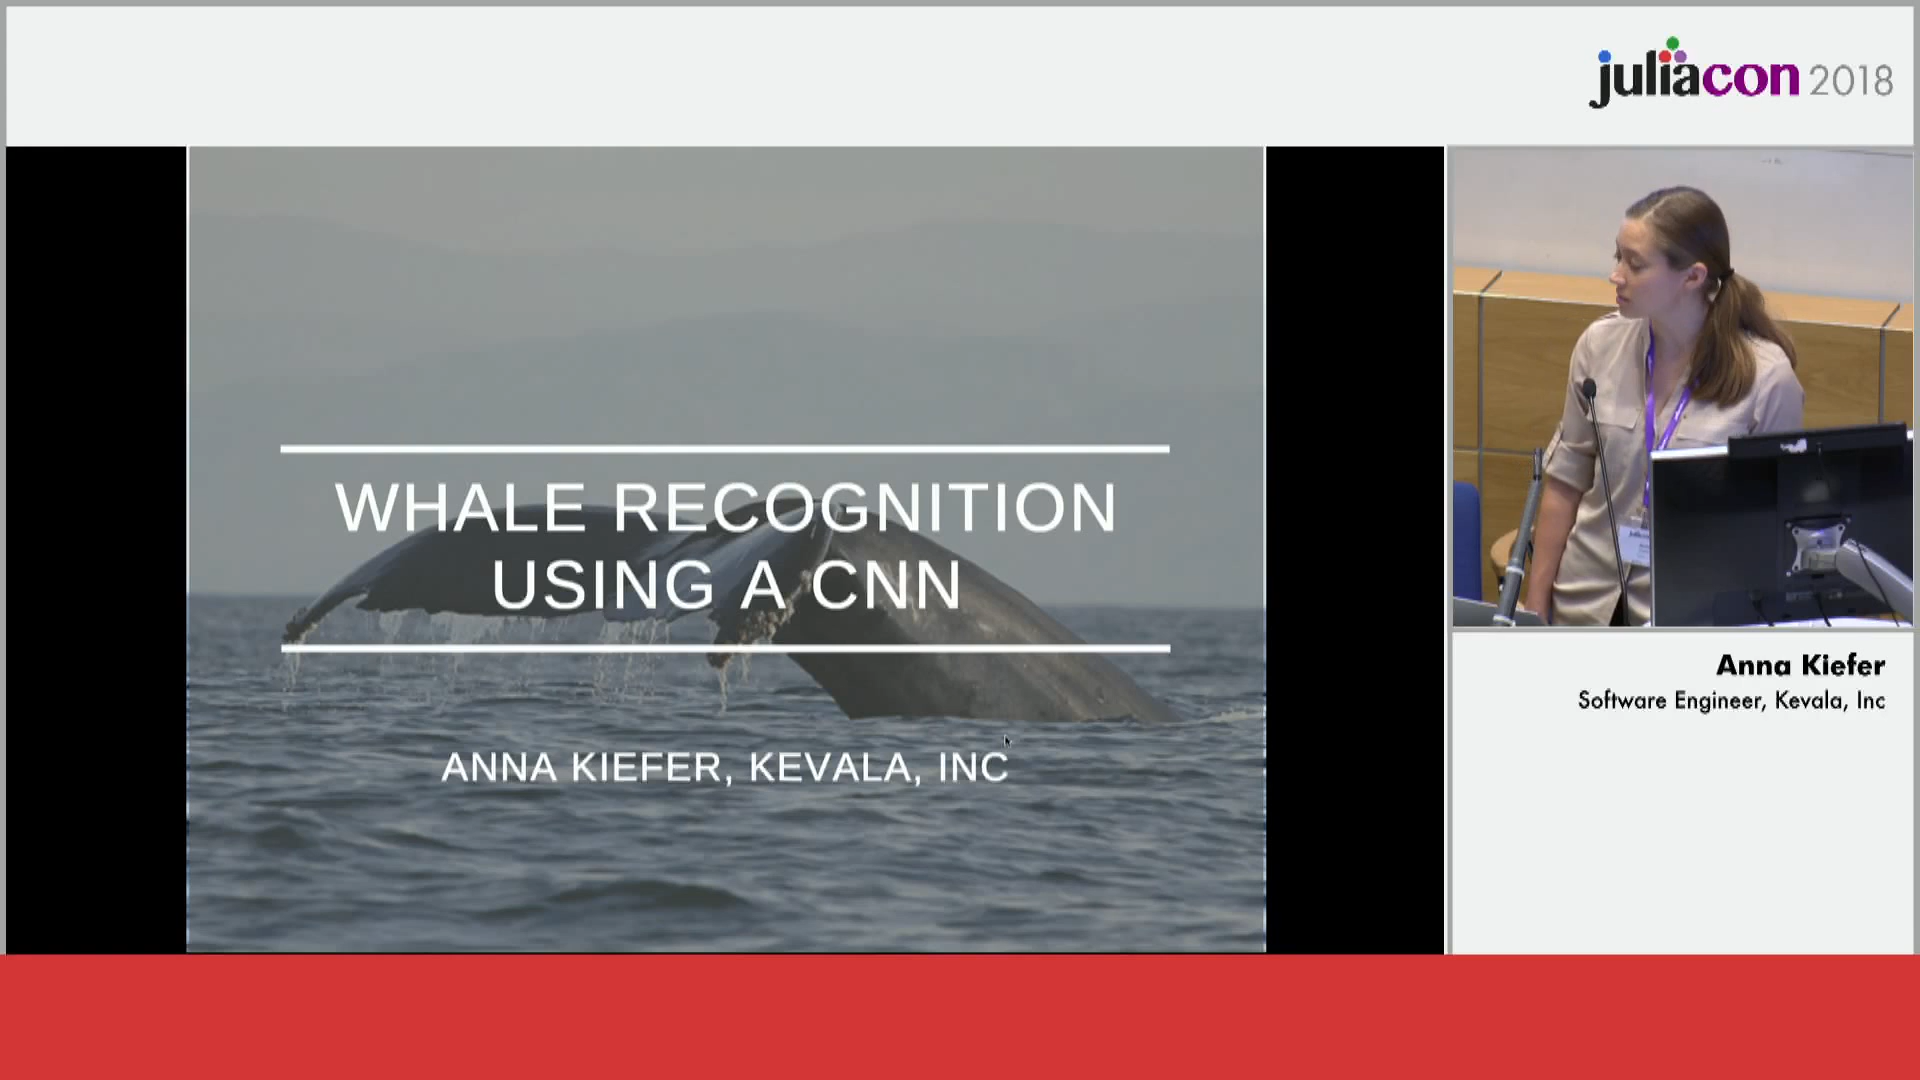 juliacon 2018
WHALE RECOGNITION
USING A CNN
ANNA KIEFER, KEVALA, INC
Anna Kiefer
Software Engineer, Kevala, Inc